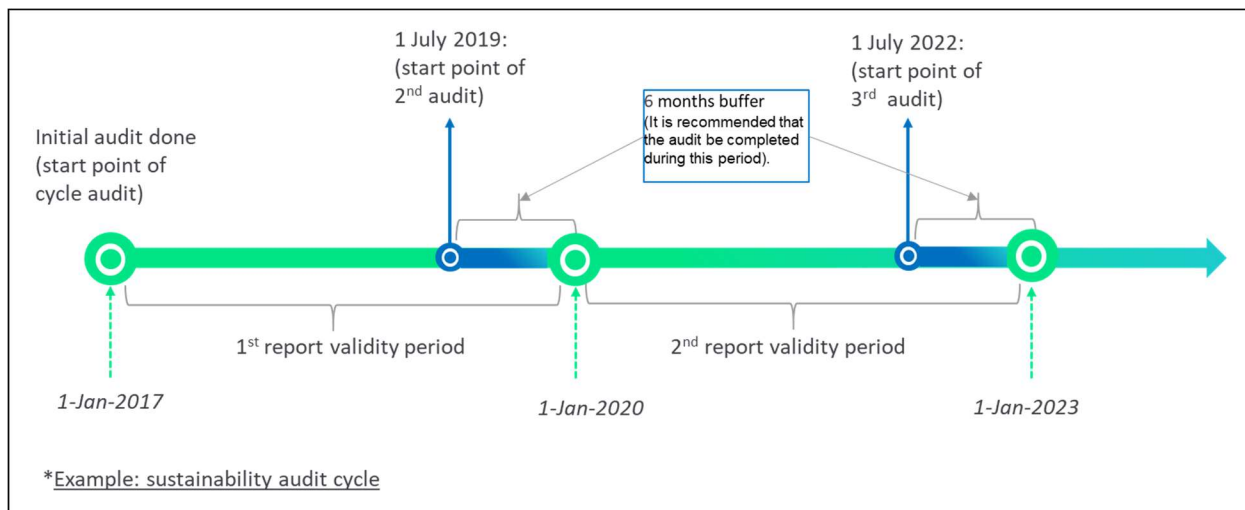 1 July 2019:
(start point of
2nd audit)
1 July 2022:
(start point of
3rd audit)
6 months buffer
(It is recommended that
the audit be completed
during this period).
Initial audit done
(start point of
cycle audit)
1st report validity period
2nd report validity period
1-Jan-2017
1-Jan-2020
1-Jan-2023
*Example: sustainability audit cycle